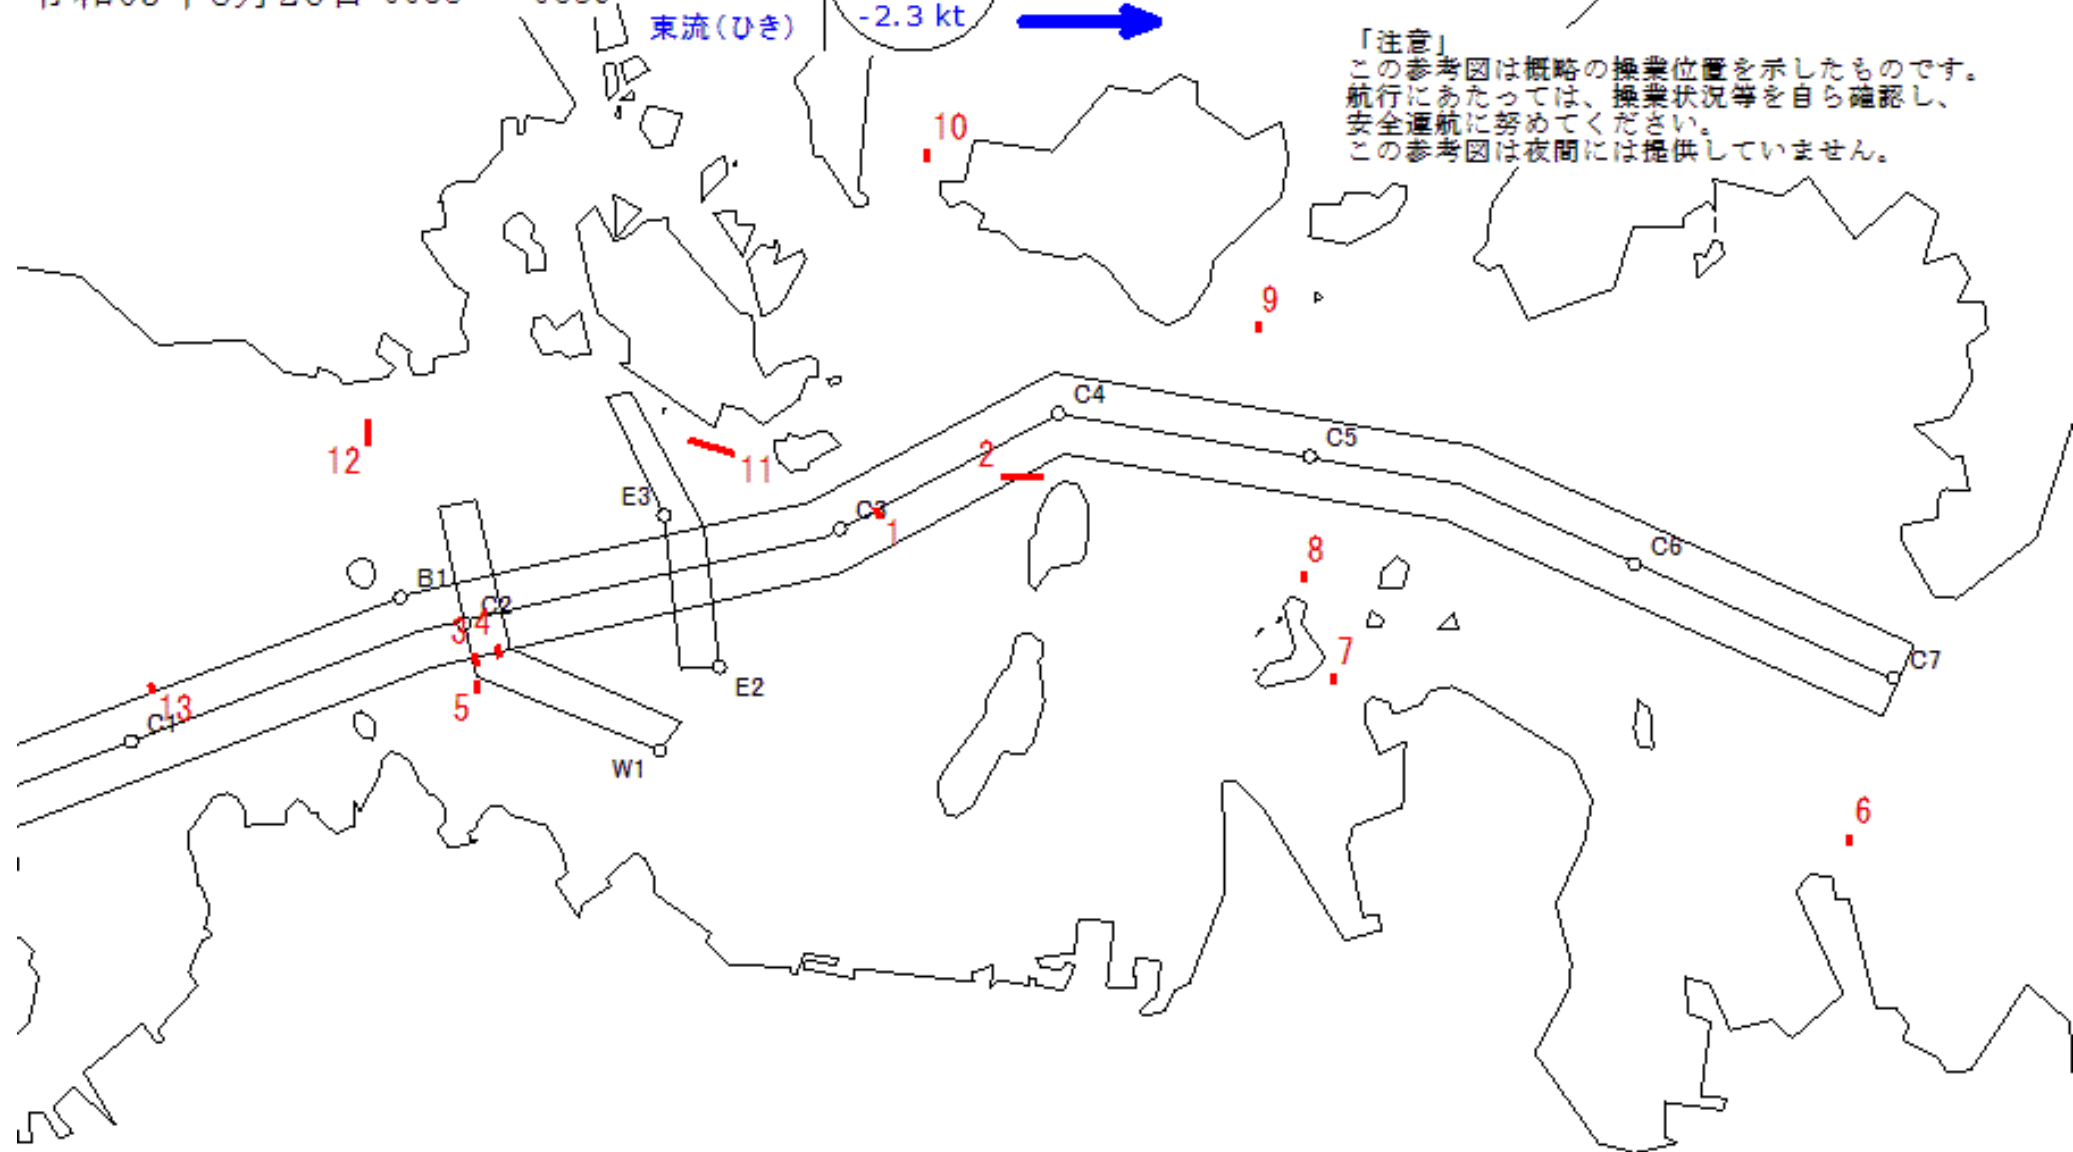 東流(ひき)
-2.3 kt
「注意」
この参考図は概略の操業位置を示したものです。
航行にあたっては、操業状況等を自ら確認し、
安全運航に努めてください。
この参考図は夜間には提供していません。
10
9
C4
C5
2
12
11
E3
C3
1
8
C6
B1
C2
3
4
7
C7
E2
5
13
C1
W1
6